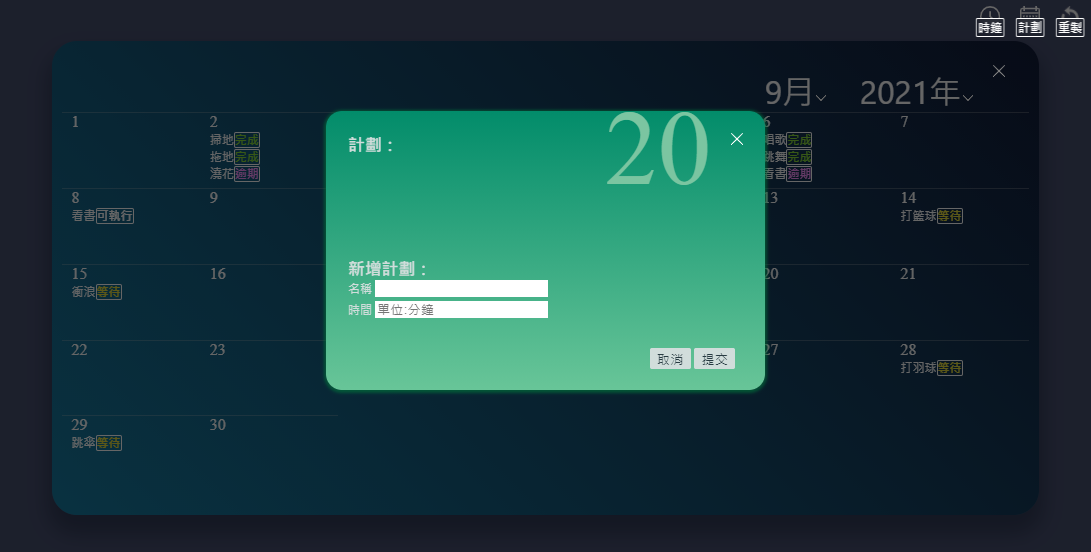 時鐘 計劃 重製
9月 2021年
1 2 6 7
掃地完成 唱歌完成
拖地完成 跳舞完成
澆花逾期 看書逾期
計劃： 20
8 9 13 14
看書可執行 打籃球等待
新增計劃：
15 16 20 21
衝浪等待
名稱
時間 單位:分鐘
22 23 27 28
打羽球等待
取消 提交
29 30
跳傘等待